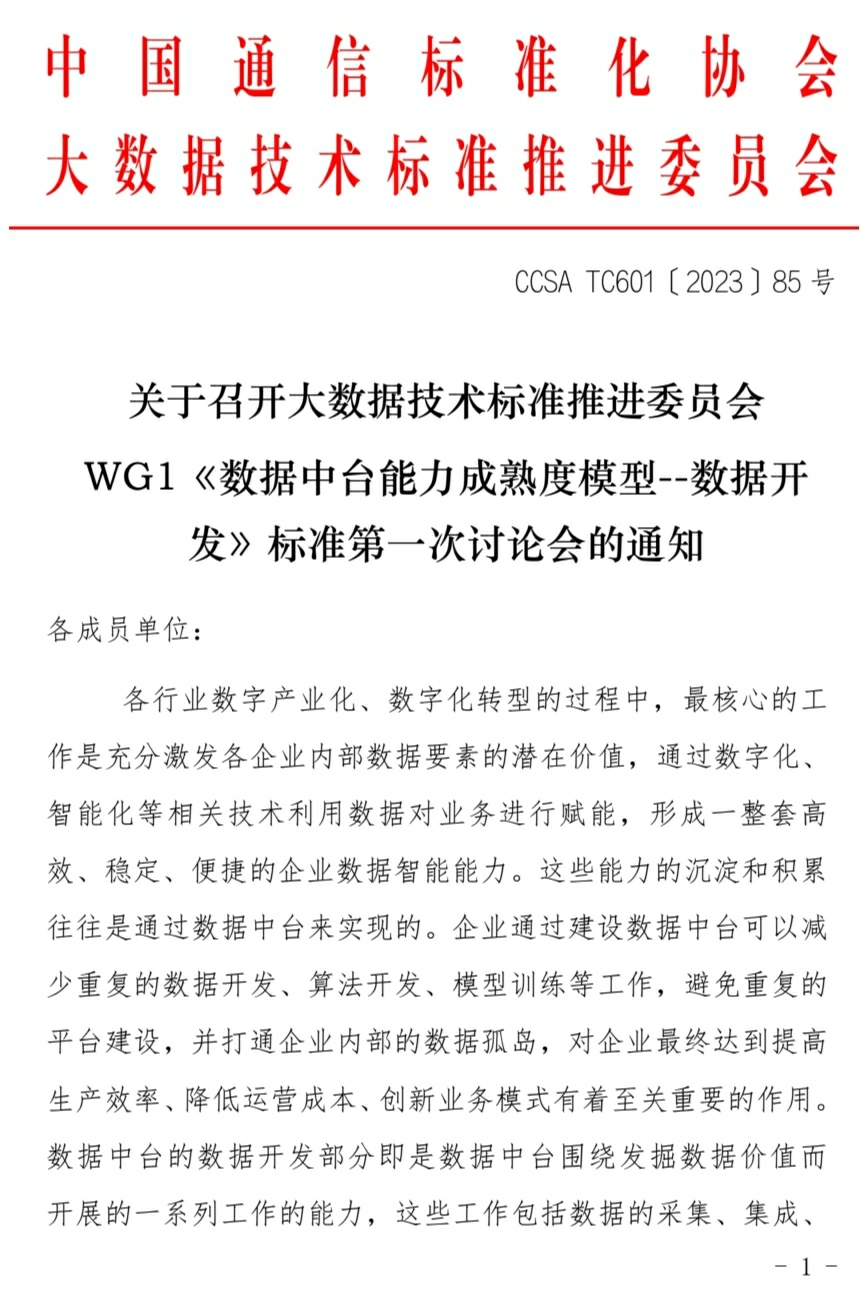 中国通信标准化协会
大数据技术标准推进委员会
CCSA TC601〔2023〕85 号
关于召开大数据技术标准推进委员会
WG1《数据中台能力成熟度模型--数据开
发》标准第一次讨论会的通知
各成员单位：
各行业数字产业化、数字化转型的过程中，最核心的工
作是充分激发各企业内部数据要素的潜在价值，通过数字化、
智能化等相关技术利用数据对业务进行赋能，形成一整套高
效、稳定、便捷的企业数据智能能力。这些能力的沉淀和积累
往往是通过数据中台来实现的。企业通过建设数据中台可以减
少重复的数据开发、算法开发、模型训练等工作，避免重复的
平台建设，并打通企业内部的数据孤岛，对企业最终达到提高
生产效率、降低运营成本、创新业务模式有着至关重要的作用。
数据中台的数据开发部分即是数据中台围绕发掘数据价值而
开展的一系列工作的能力，这些工作包括数据的采集、集成、
- 1 -